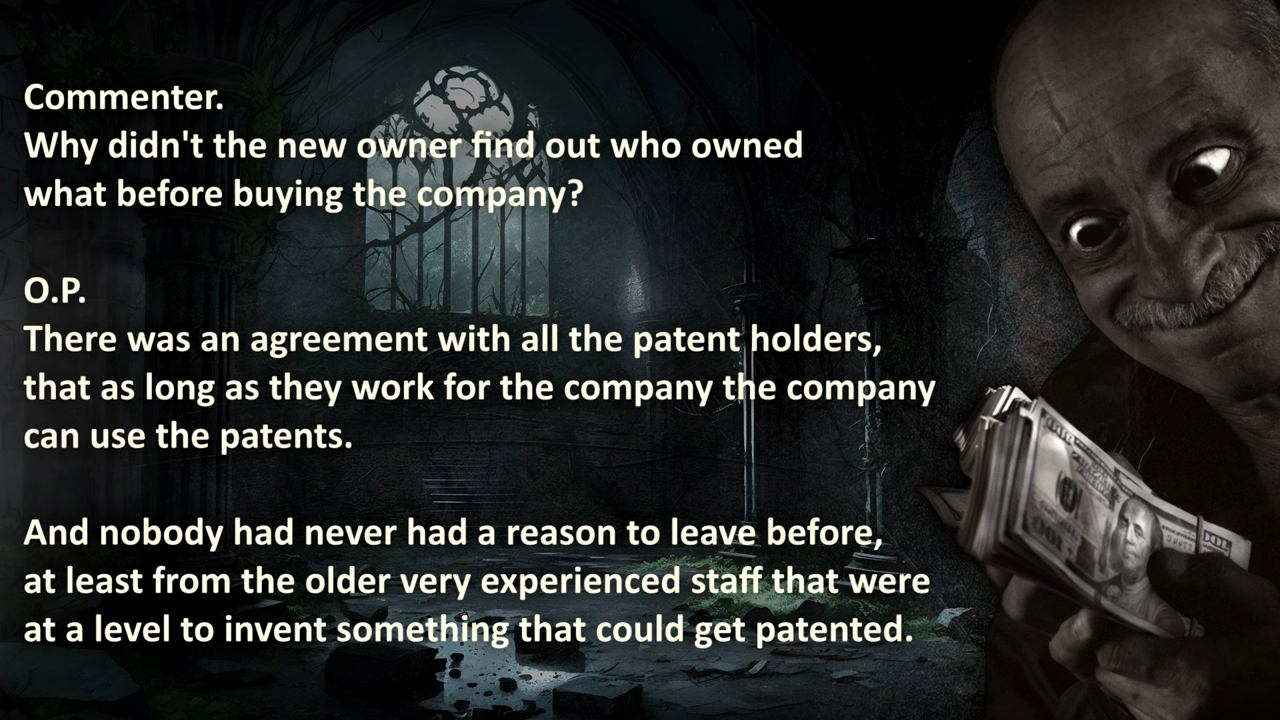 Commenter.
Why didn't the new owner find out who owned
what before buying the company?
O.P.
There was an agreement with all the patent holders,
that as long as they work for the company the company
can use the patents.
And nobody had never had a reason to leave before,
at least from the older very experienced staff that were
at a level to invent something that could get patented.